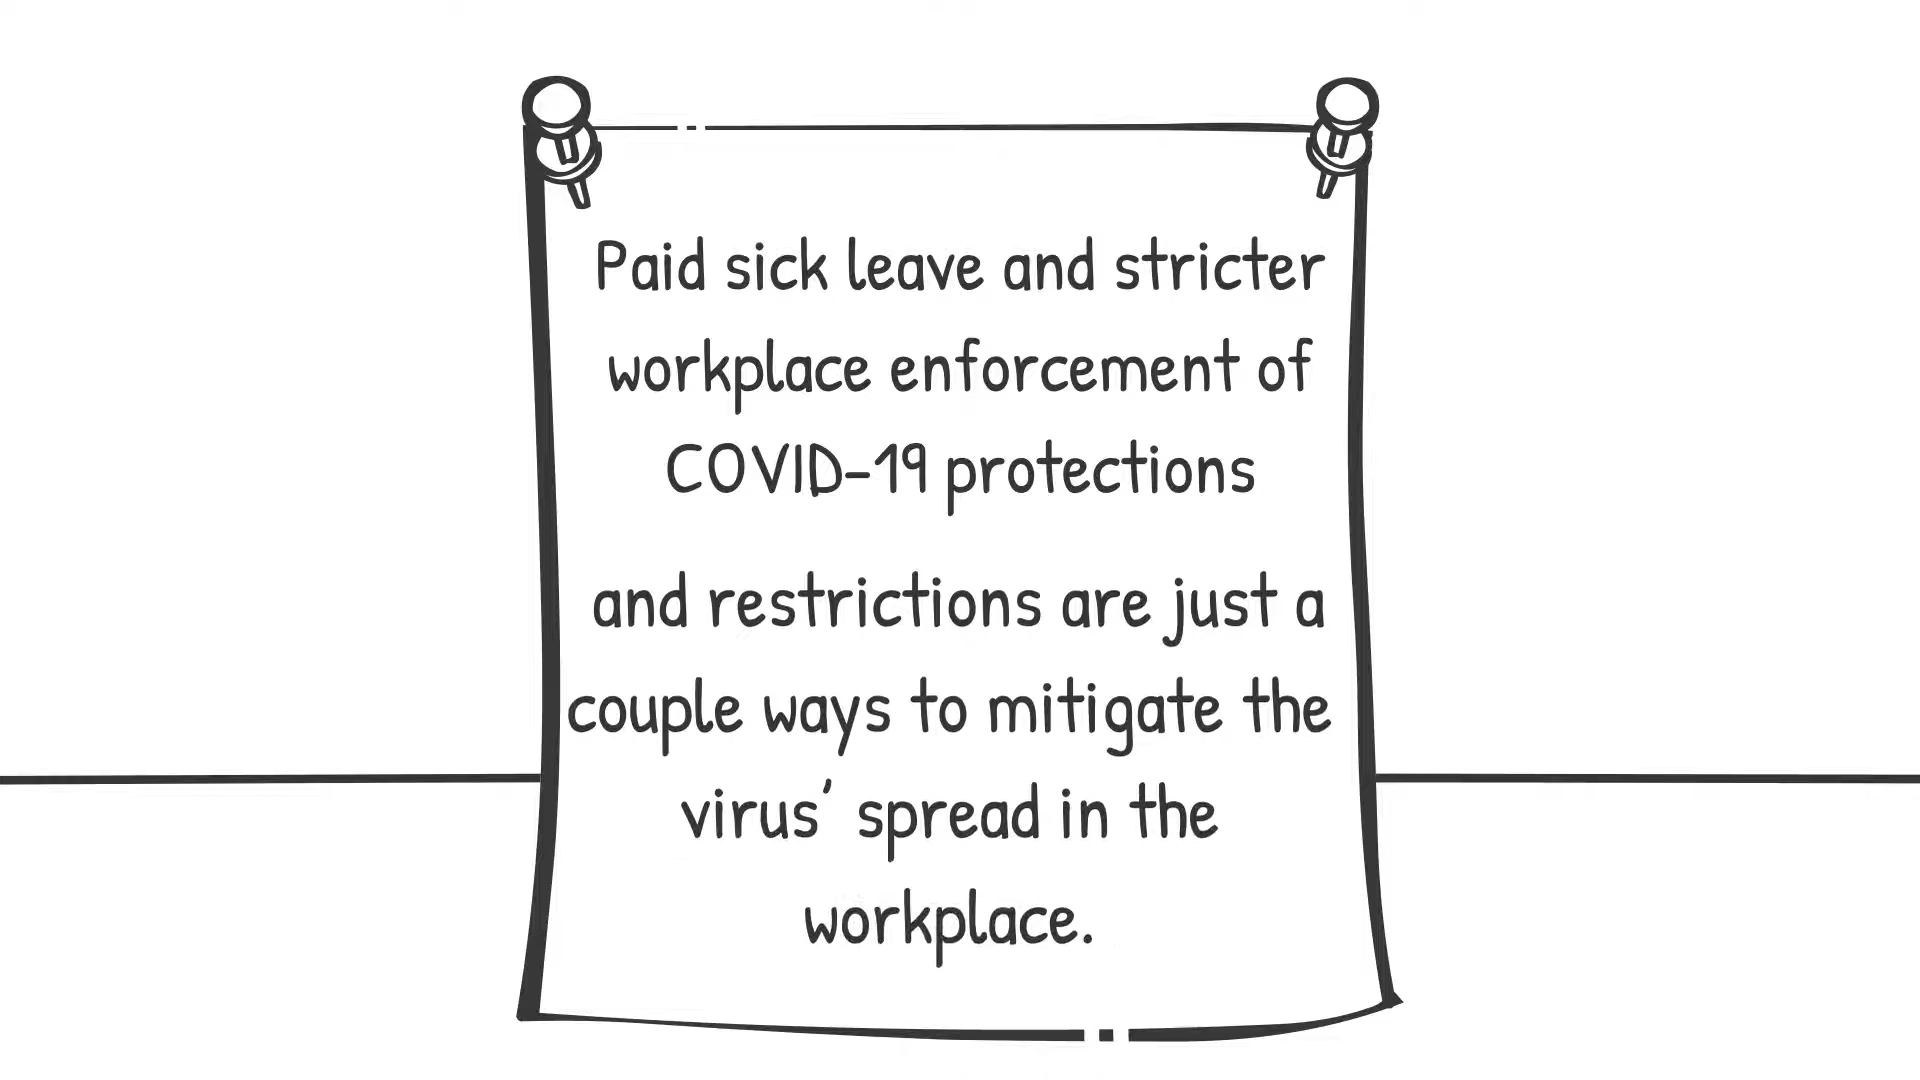 Paid sick leave and stricter
workplace enforcement of
COVID-19 protections
and restrictions are just a
couple ways to mitigate the
virus' spread in the
workplace.